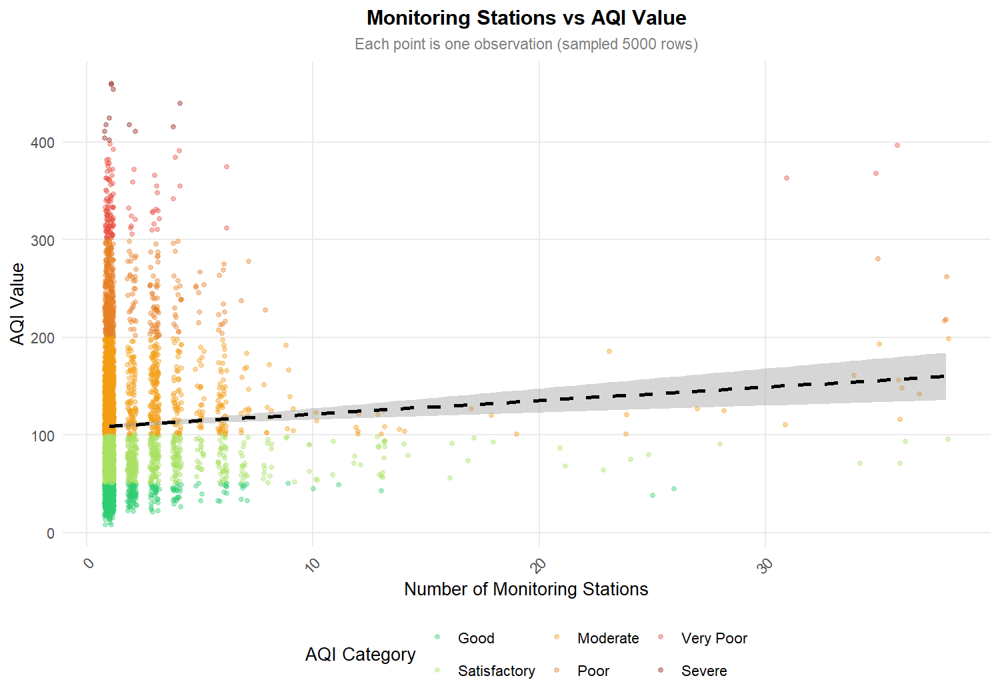 Monitoring Stations vs AQI Value
Each point is one observation (sampled 5000 rows)
AQI Value
400
300
200
100
0
0
10
20
30
Number of Monitoring Stations
AQI Category
Good
Moderate
Very Poor
Satisfactory
Poor
Severe